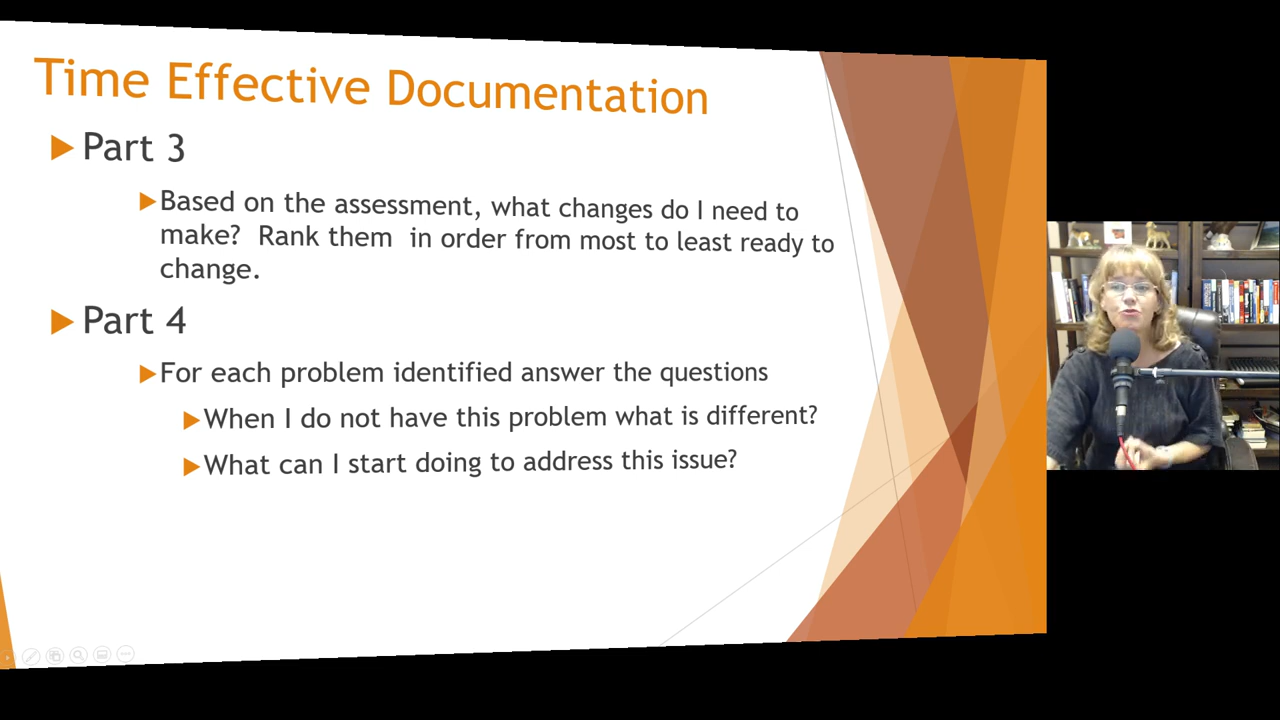 Time Effective Documentation
Part 3
Based on the assessment, what changes do I need to
make? Rank them in order from most to least ready to
change.
Part 4
For each problem identified answer the questions
When I do not have this problem what is different?
What can I start doing to address this issue?